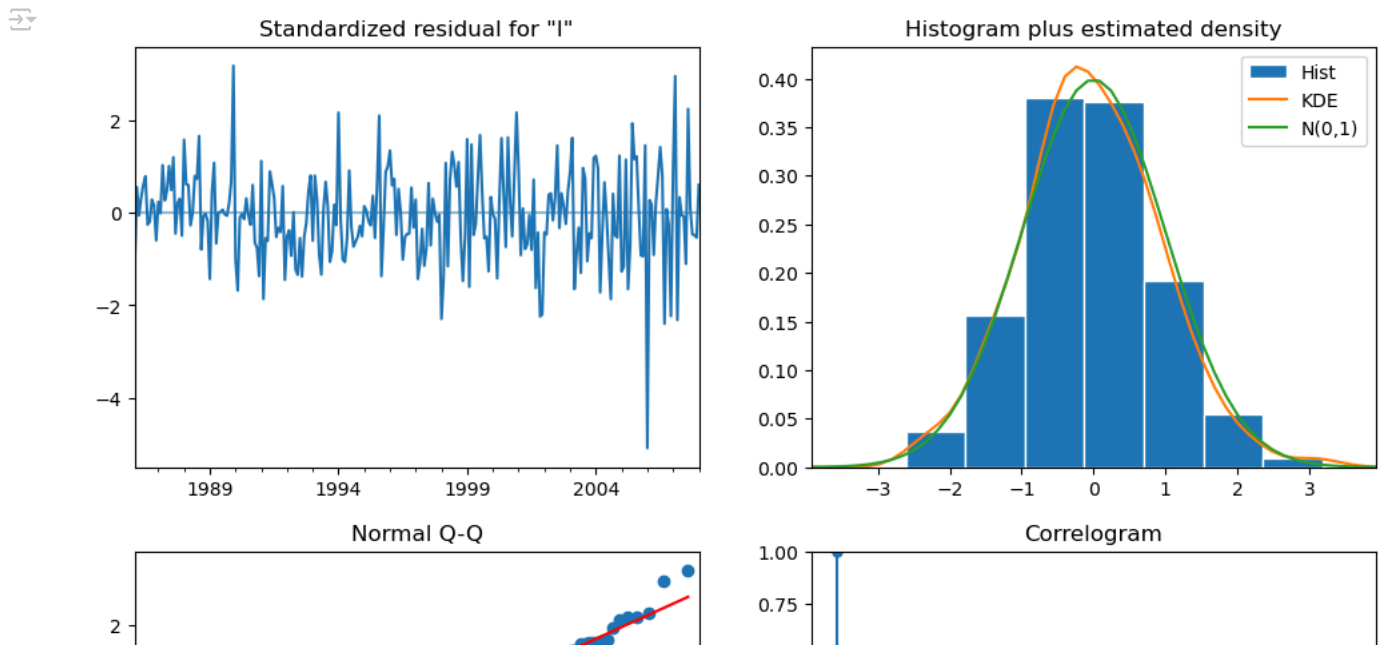 Standardized residual for "I"
2
0
−2
−4
1989 1994 1999 2004
Histogram plus estimated density
Hist
KDE
N(0,1)
0.40
0.35
0.30
0.25
0.20
0.15
0.10
0.05
0.00
−3 −2 −1 0 1 2 3
Normal Q-Q
2
Correlogram
1.00
0.75